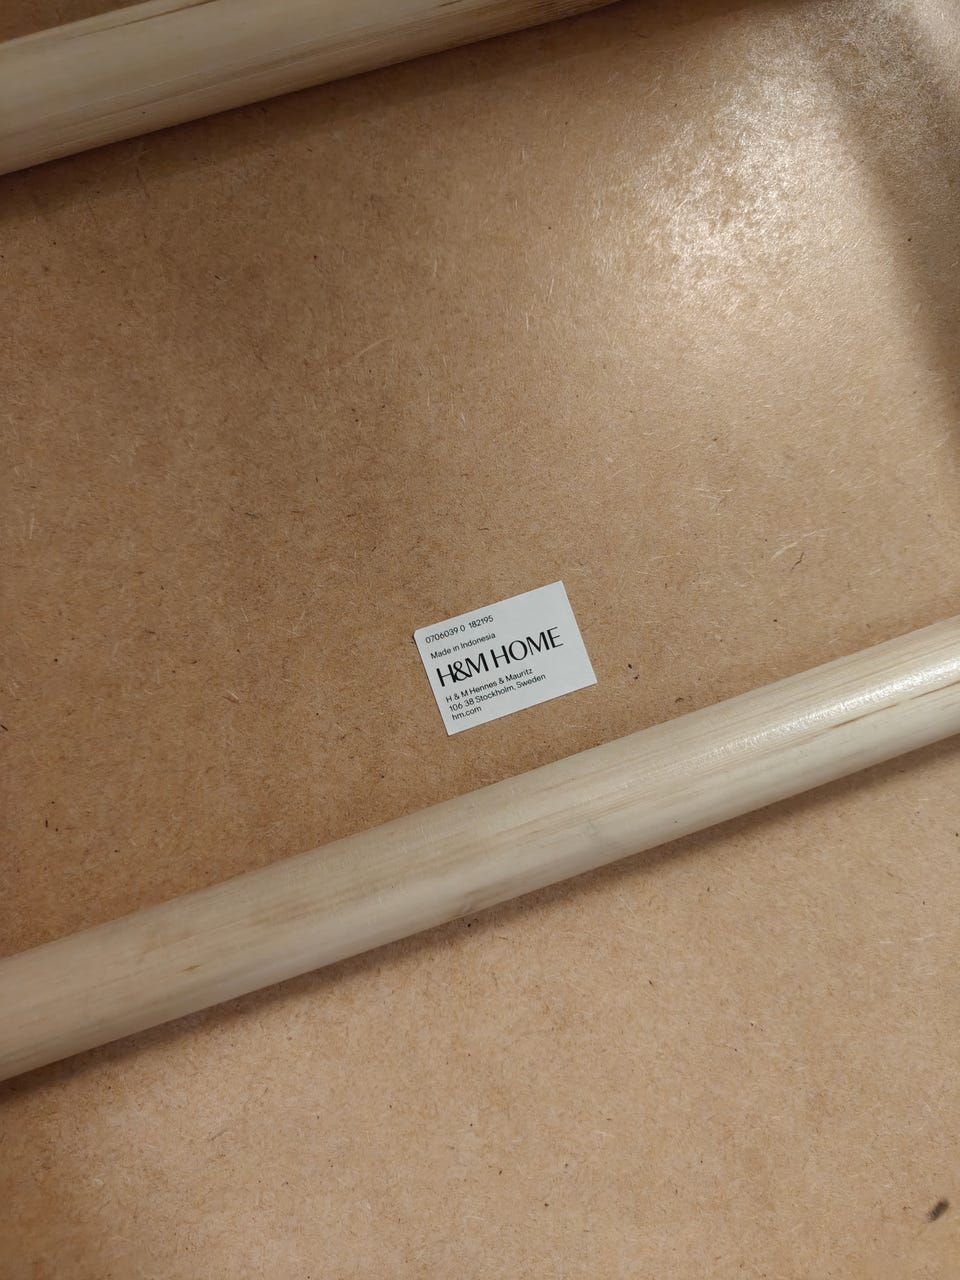 0706039 0 182195
Made in Indonesia
H&M HOME
H & M Hennes & Mauritz
106 38 Stockholm, Sweden
hm.com